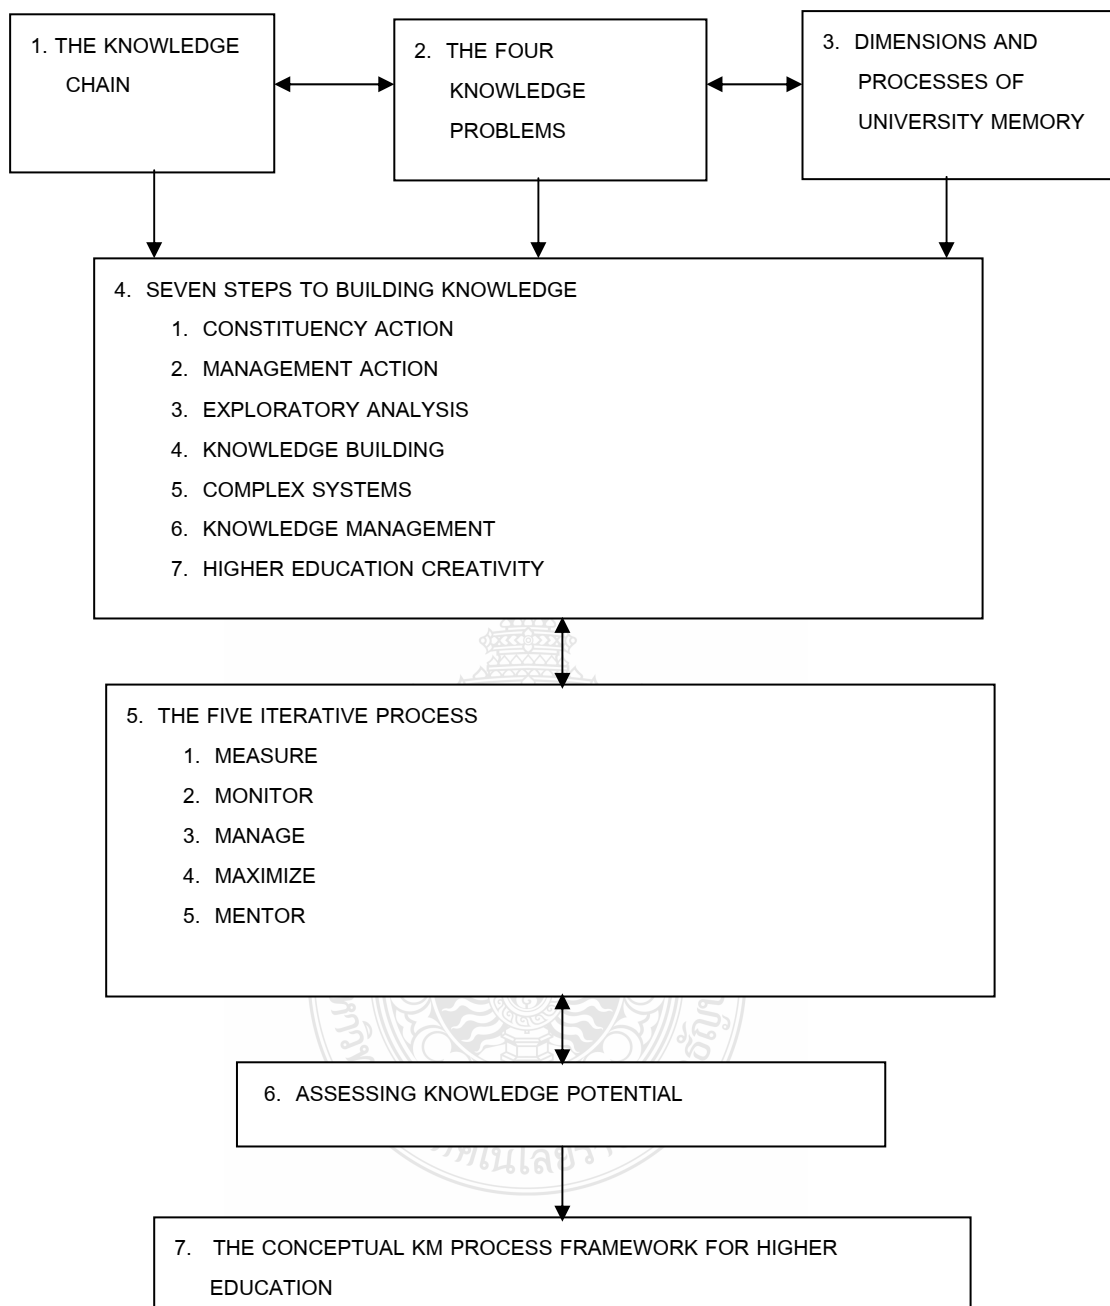 1. THE KNOWLEDGE
CHAIN
2. THE FOUR
KNOWLEDGE
PROBLEMS
3. DIMENSIONS AND
PROCESSES OF
UNIVERSITY MEMORY
4. SEVEN STEPS TO BUILDING KNOWLEDGE
1. CONSTITUENCY ACTION
2. MANAGEMENT ACTION
3. EXPLORATORY ANALYSIS
4. KNOWLEDGE BUILDING
5. COMPLEX SYSTEMS
6. KNOWLEDGE MANAGEMENT
7. HIGHER EDUCATION CREATIVITY
5. THE FIVE ITERATIVE PROCESS
1. MEASURE
2. MONITOR
3. MANAGE
4. MAXIMIZE
5. MENTOR
6. ASSESSING KNOWLEDGE POTENTIAL
7. THE CONCEPTUAL KM PROCESS FRAMEWORK FOR HIGHER
EDUCATION